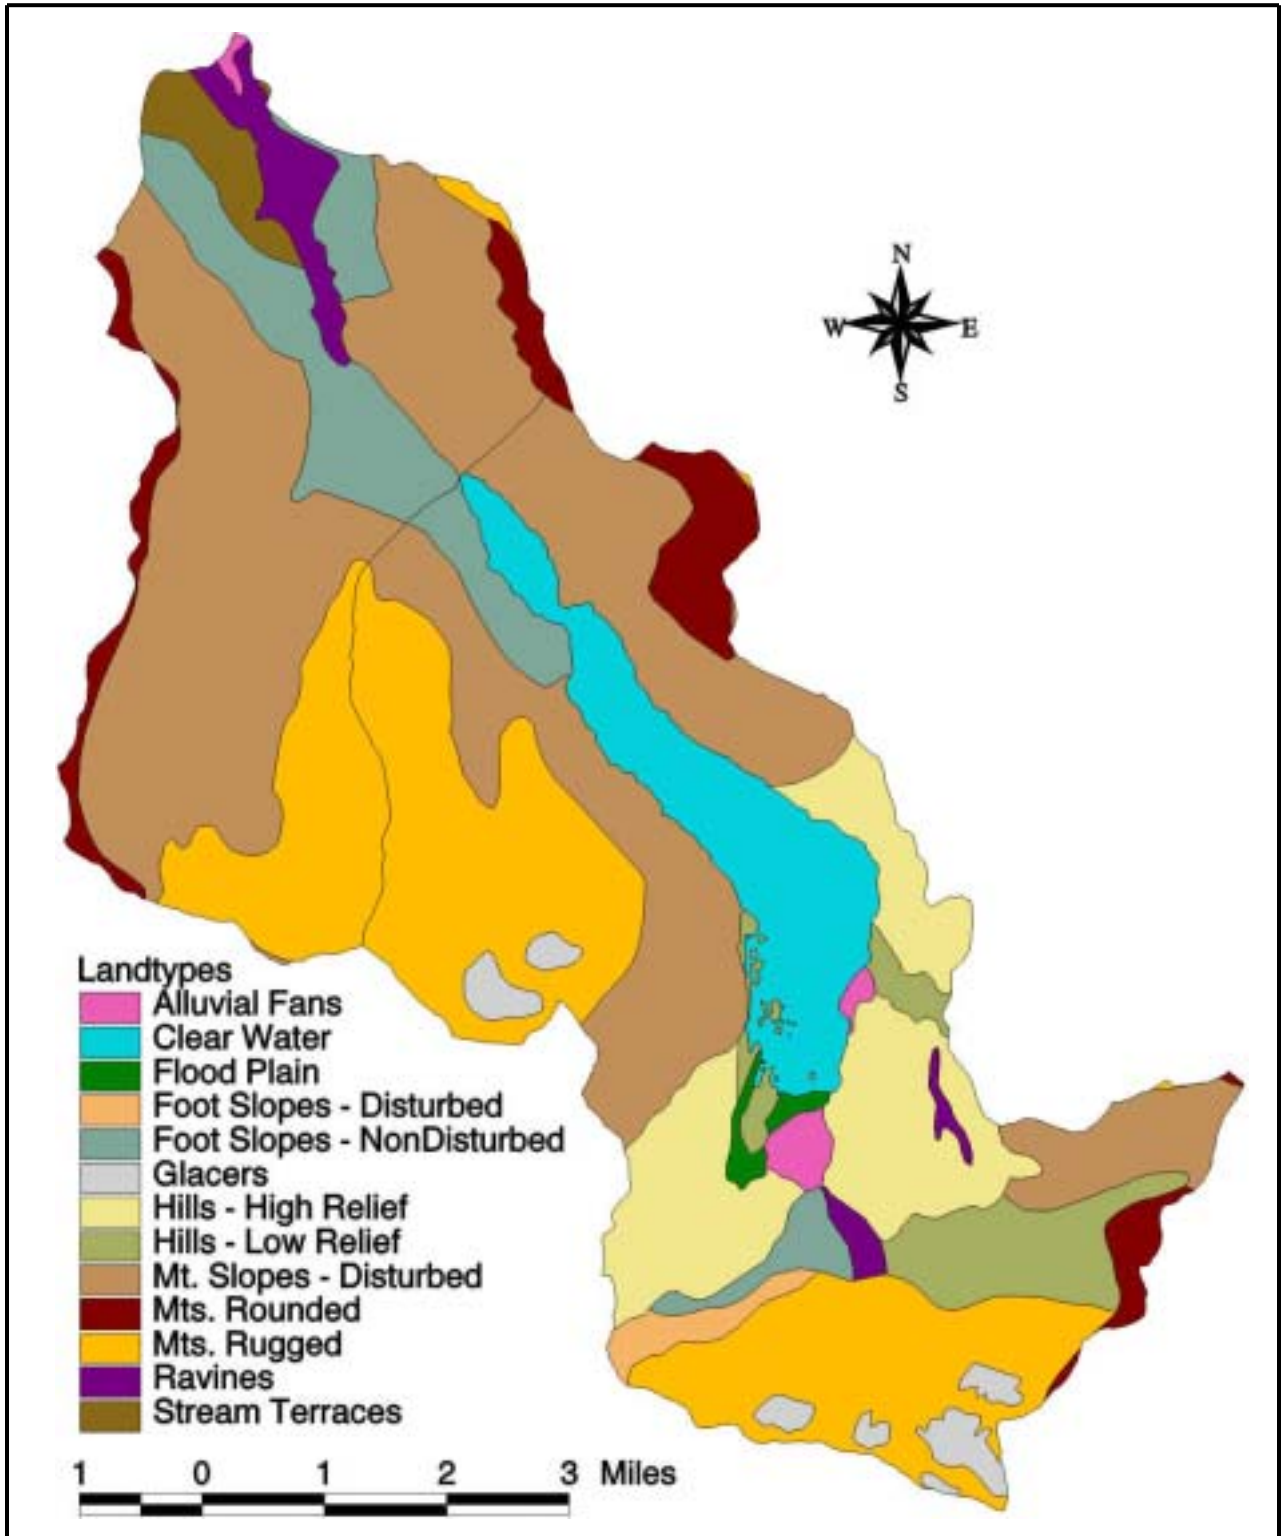 N
W E
S
Landtypes
Alluvial Fans
Clear Water
Flood Plain
Foot Slopes - Disturbed
Foot Slopes - NonDisturbed
Glacers
Hills - High Relief
Hills - Low Relief
Mt. Slopes - Disturbed
Mts. Rounded
Mts. Rugged
Ravines
Stream Terraces
1 0 1 2 3 Miles